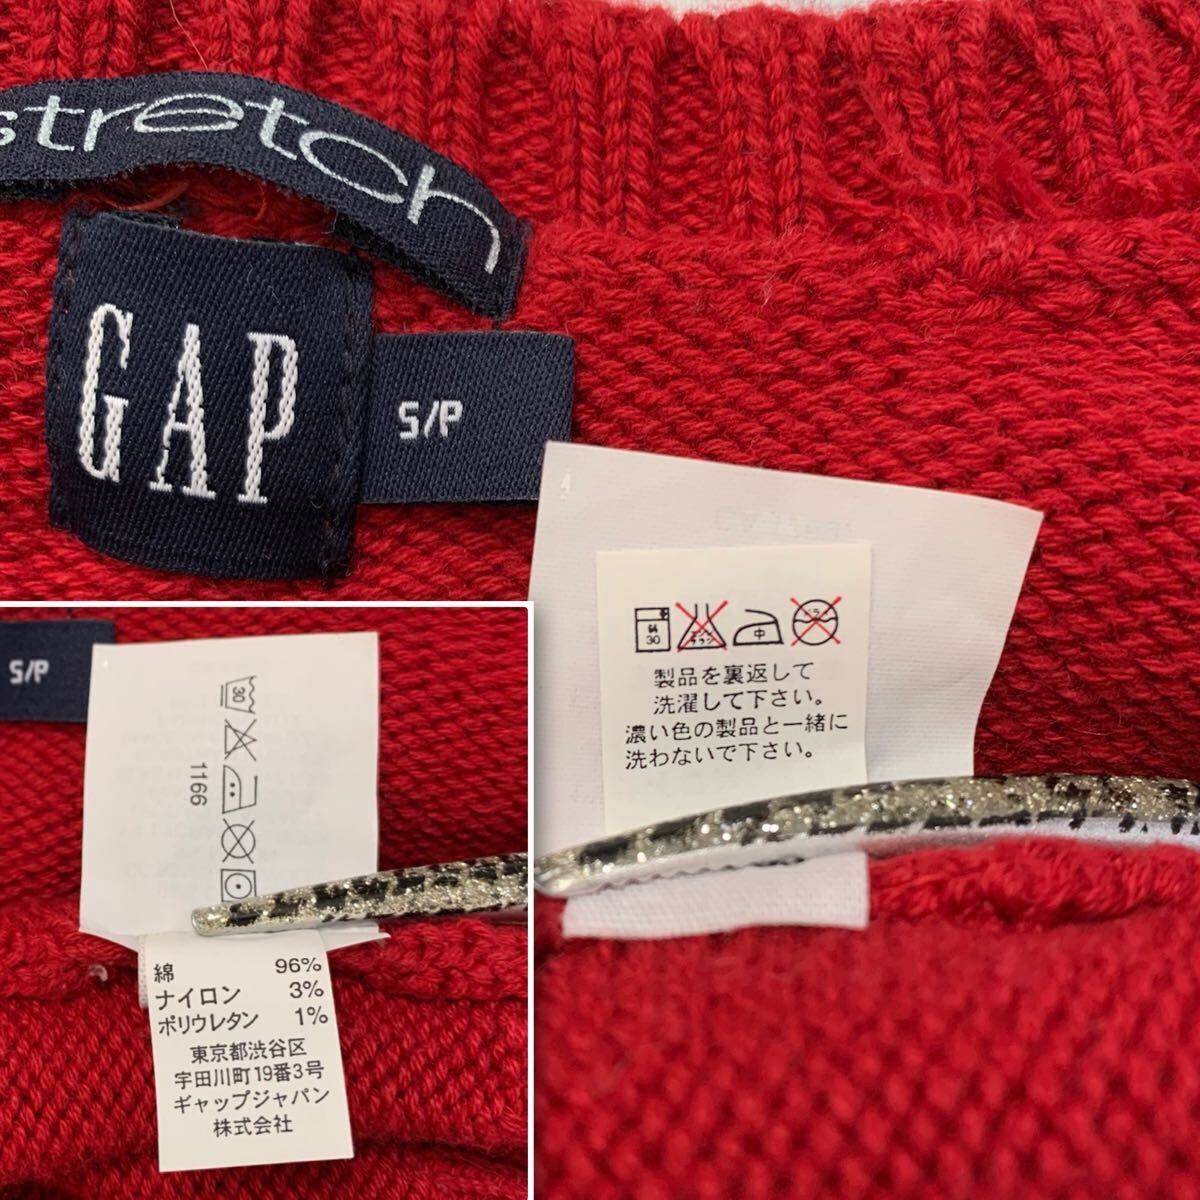 stretch
GAP
S/P
30
中
製品を裏返して
洗濯して下さい。
濃い色の製品と一緒に
洗わないで下さい。
S/P
30
1166
綿 96%
ナイロン 3%
ポリウレタン 1%
東京都渋谷区
宇田川町19番3号
ギャップジャパン
株式会社